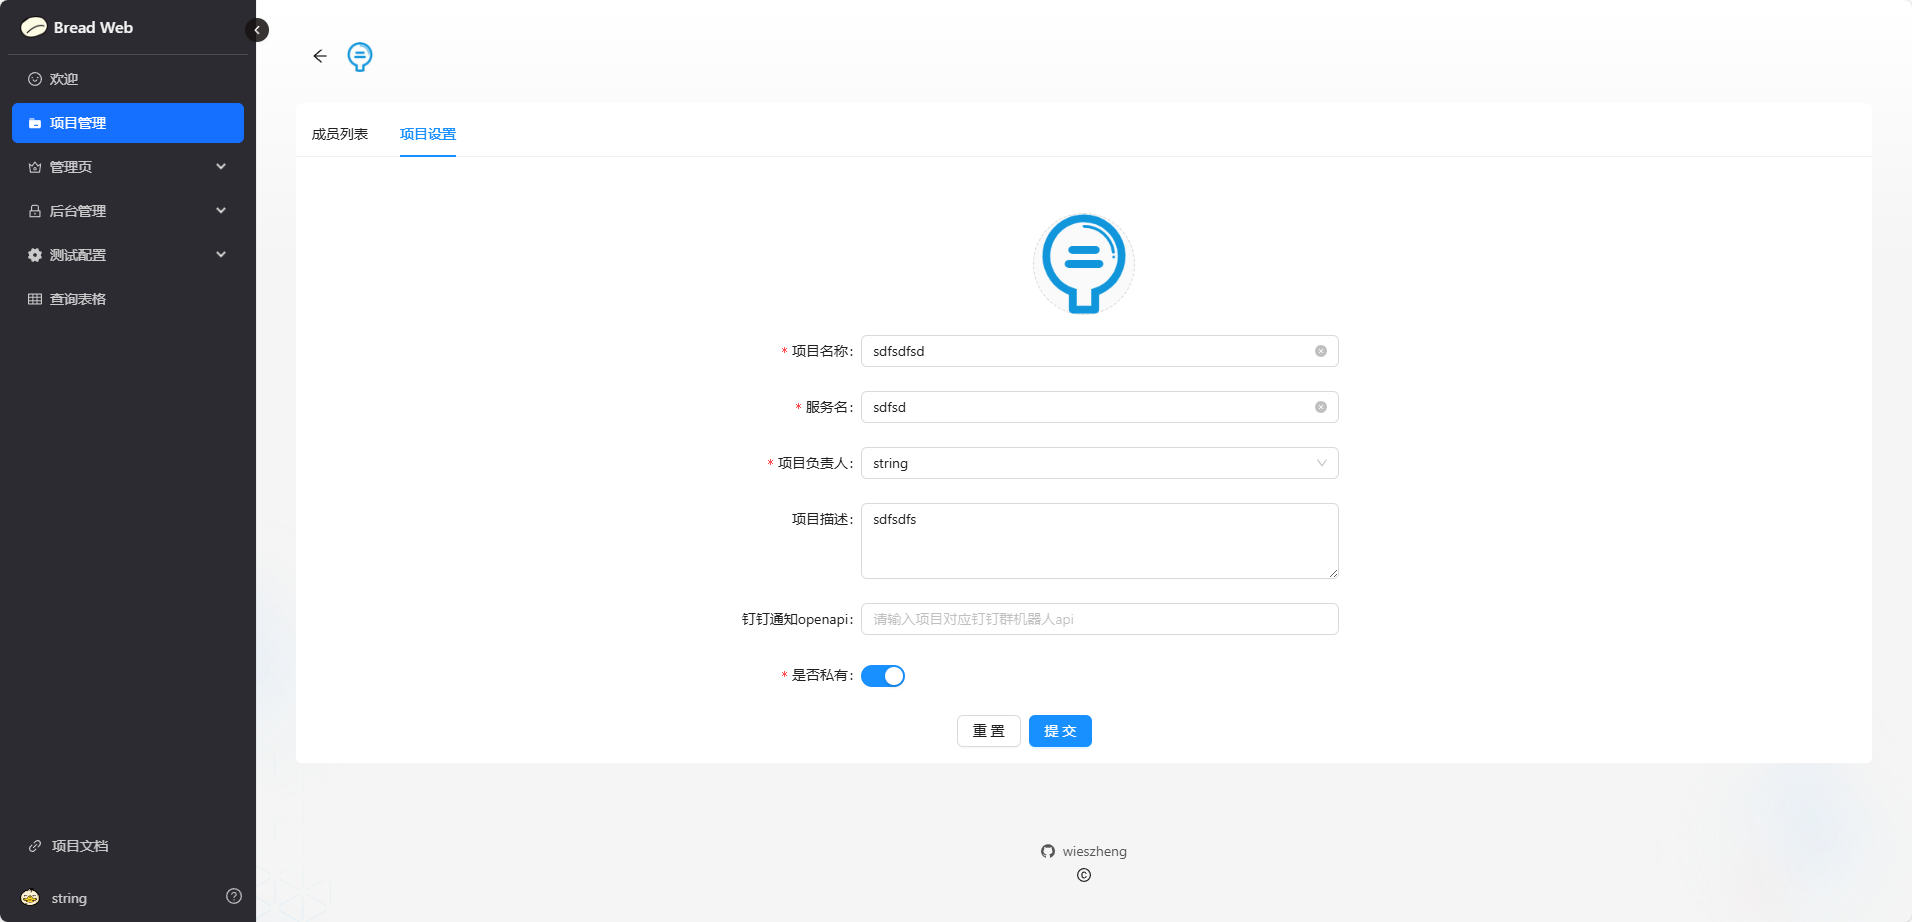 Bread Web
欢迎
项目管理
管理页
后台管理
测试配置
查询表格
项目文档
string
成员列表
项目设置
* 项目名称: sdfsdfsd
* 服务名: sdfsd
* 项目负责人: string
项目描述: sdfsdfs
钉钉通知openapi: 请输入项目对应钉钉群机器人api
* 是否私有:
重 置
提 交
wieszheng
©